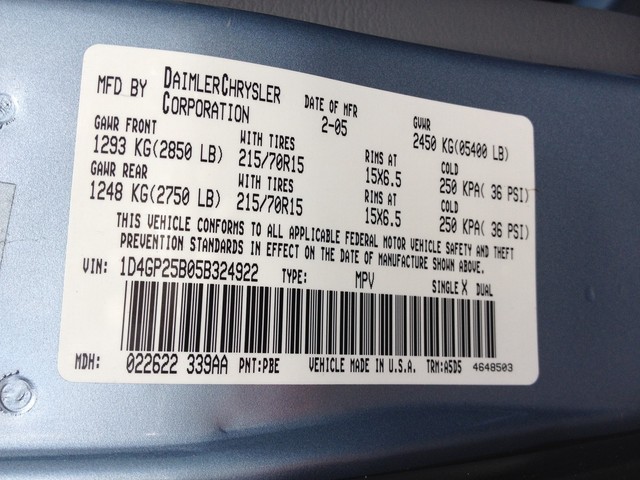 MFD BY DAIMLERCHRYSLER CORPORATION DATE OF MFR 2-05 GVWR 2450 KG(05400 LB)
GAWR FRONT WITH TIRES RIMS AT COLD
1293 KG(2850 LB) 215/70R15 15X6.5 250 KPA( 36 PSI)
GAWR REAR WITH TIRES RIMS AT COLD
1248 KG(2750 LB) 215/70R15 15X6.5 250 KPA( 36 PSI)
THIS VEHICLE CONFORMS TO ALL APPLICABLE FEDERAL MOTOR VEHICLE SAFETY AND THEFT
PREVENTION STANDARDS IN EFFECT ON THE DATE OF MANUFACTURE SHOWN ABOVE.
VIN: 1D4GP25B05B324922 TYPE: MPV SINGLE X DUAL
MDH: 022622 339AA PNT:PBE VEHICLE MADE IN U.S.A. TRM:A5D5 4648503